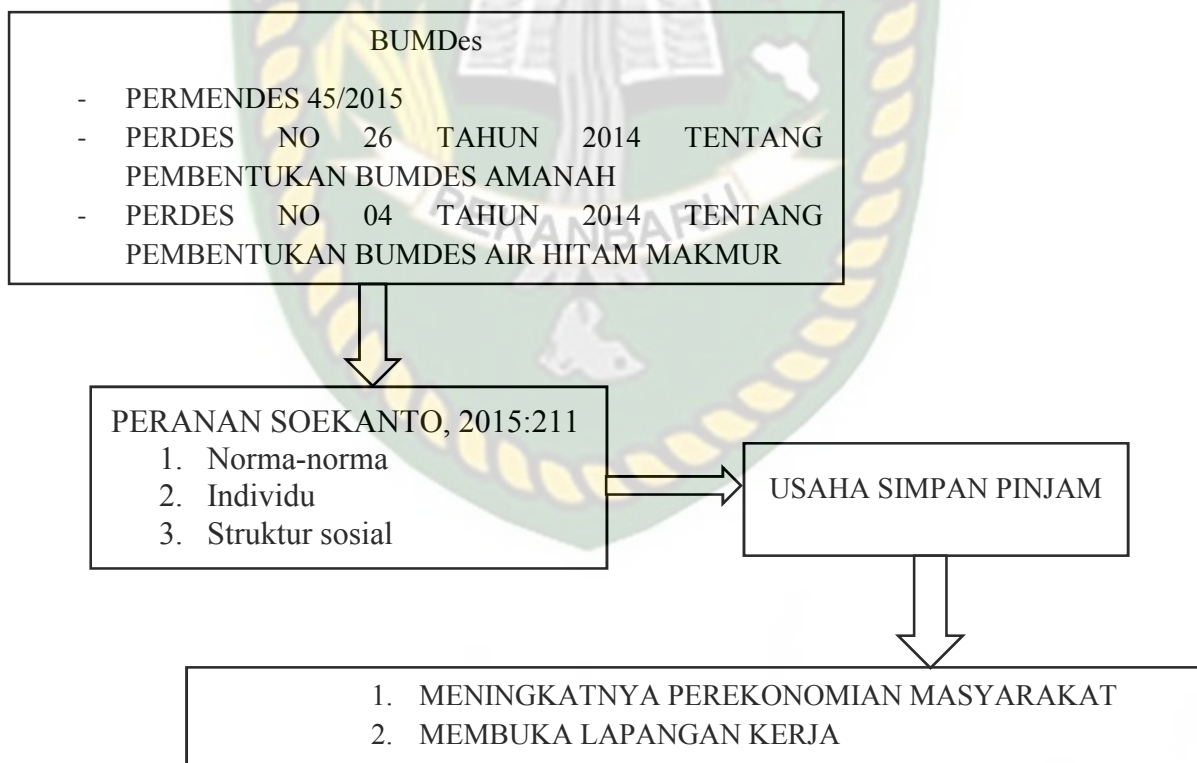 BUMDes
- PERMENDES 45/2015
- PERDES NO 26 TAHUN 2014 TENTANG
PEMBENTUKAN BUMDES AMANAH
- PERDES NO 04 TAHUN 2014 TENTANG
PEMBENTUKAN BUMDES AIR HITAM MAKMUR
PEKANBARU
PERANAN SOEKANTO, 2015:211
1. Norma-norma
2. Individu
3. Struktur sosial
USAHA SIMPAN PINJAM
1. MENINGKATNYA PEREKONOMIAN MASYARAKAT
2. MEMBUKA LAPANGAN KERJA